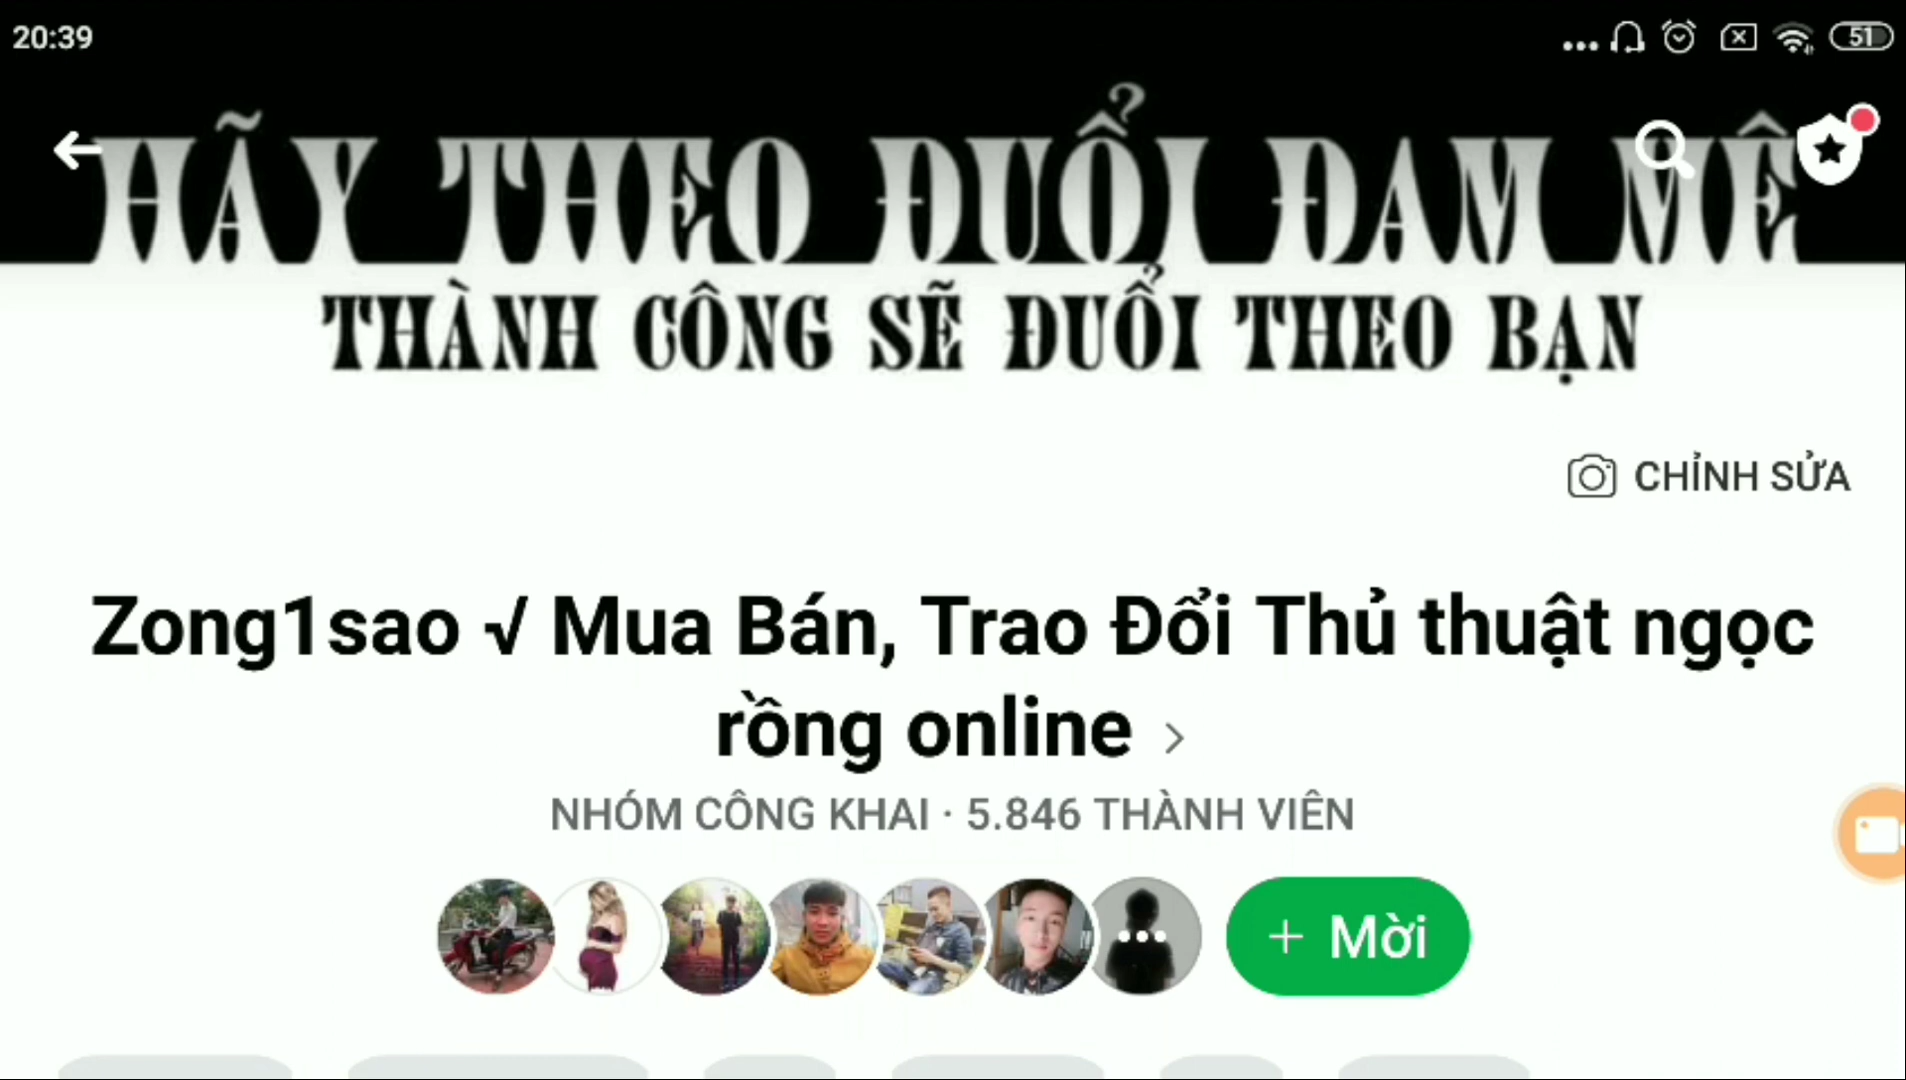 20:39
51
HÃY THEO ĐUỔI ĐAM MÊ
THÀNH CÔNG SẼ ĐUỔI THEO BẠN
CHỈNH SỬA
Zong1sao √ Mua Bán, Trao Đổi Thủ thuật ngọc
rồng online >
NHÓM CÔNG KHAI · 5.846 THÀNH VIÊN
+ Mời